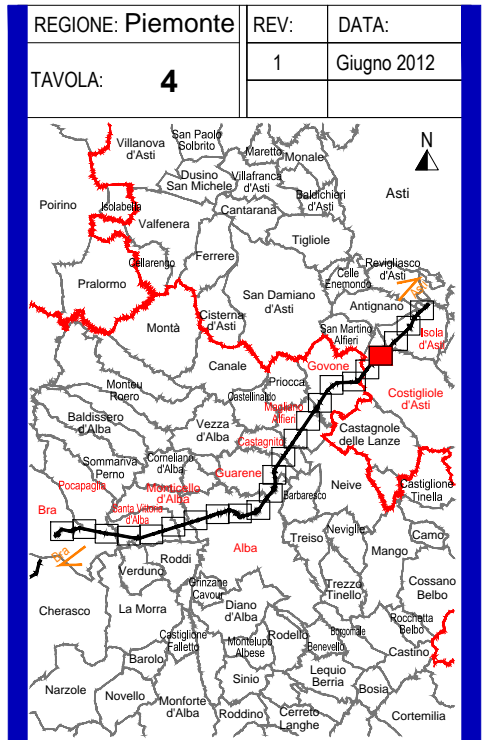 REGIONE: Piemonte
REV:
DATA:
TAVOLA: 4
1
Giugno 2012
N
Villanova
d'Asti
San Paolo
Solbrito
Maretto
Monale
Dusino
San Michele
Villafranca
d'Asti
Baldichieri
d'Asti
Asti
Poirino
Isolabella
Valfenera
Cantarana
Tigliole
Cellarengo
Ferrere
Revigliasco
d'Asti
Celle
Enemondo
Pralormo
San Damiano
d'Asti
Antignano
Asti
Montà
Cisterna
d'Asti
San Martino
Alfieri
Isola
d'Asti
Canale
Govone
Priocca
Monteu
Roero
Castellinaldo
Magliano
Alfieri
Costigliole
d'Asti
Baldissero
d'Alba
Vezza
d'Alba
Castagnito
Castagnole
delle Lanze
Sommariva
Perno
Corneliano
d'Alba
Guarene
Pocapaglia
Monticello
d'Alba
Neive
Castiglione
Tinella
Bra
Santa Vittoria
d'Alba
Barbaresco
Alba
Treiso
Neviglie
Camo
Mango
Bra
Roddi
Verduno
Grinzane
Cavour
Trezzo
Tinello
Cossano
Belbo
Cherasco
La Morra
Diano
d'Alba
Rocchetta
Belbo
Castiglione
Falletto
Montelupo
Albese
Rodello
Borgomale
Benevello
Castino
Barolo
Sinio
Lequio
Berria
Bosia
Narzole
Novello
Monforte
d'Alba
Roddino
Cerreto
Langhe
Cortemilia